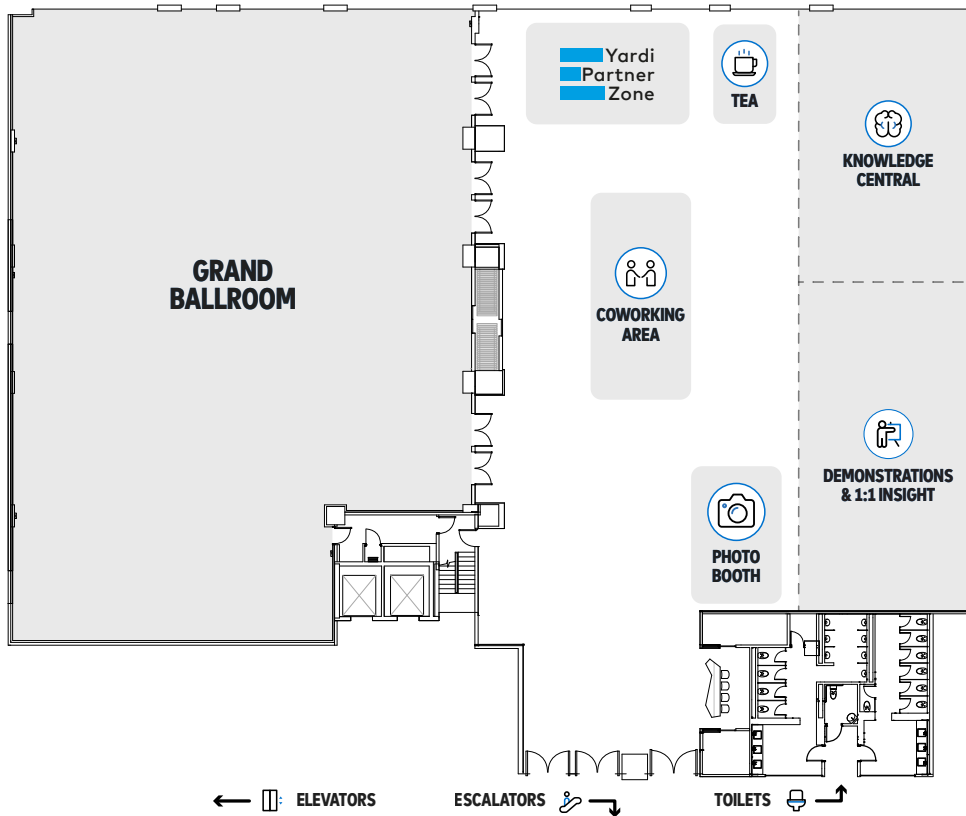 Yardi
Partner
Zone
TEA
KNOWLEDGE
CENTRAL
GRAND
BALLROOM
COWORKING
AREA
DEMONSTRATIONS
& 1:1 INSIGHT
PHOTO
BOOTH
ELEVATORS
ESCALATORS
TOILETS